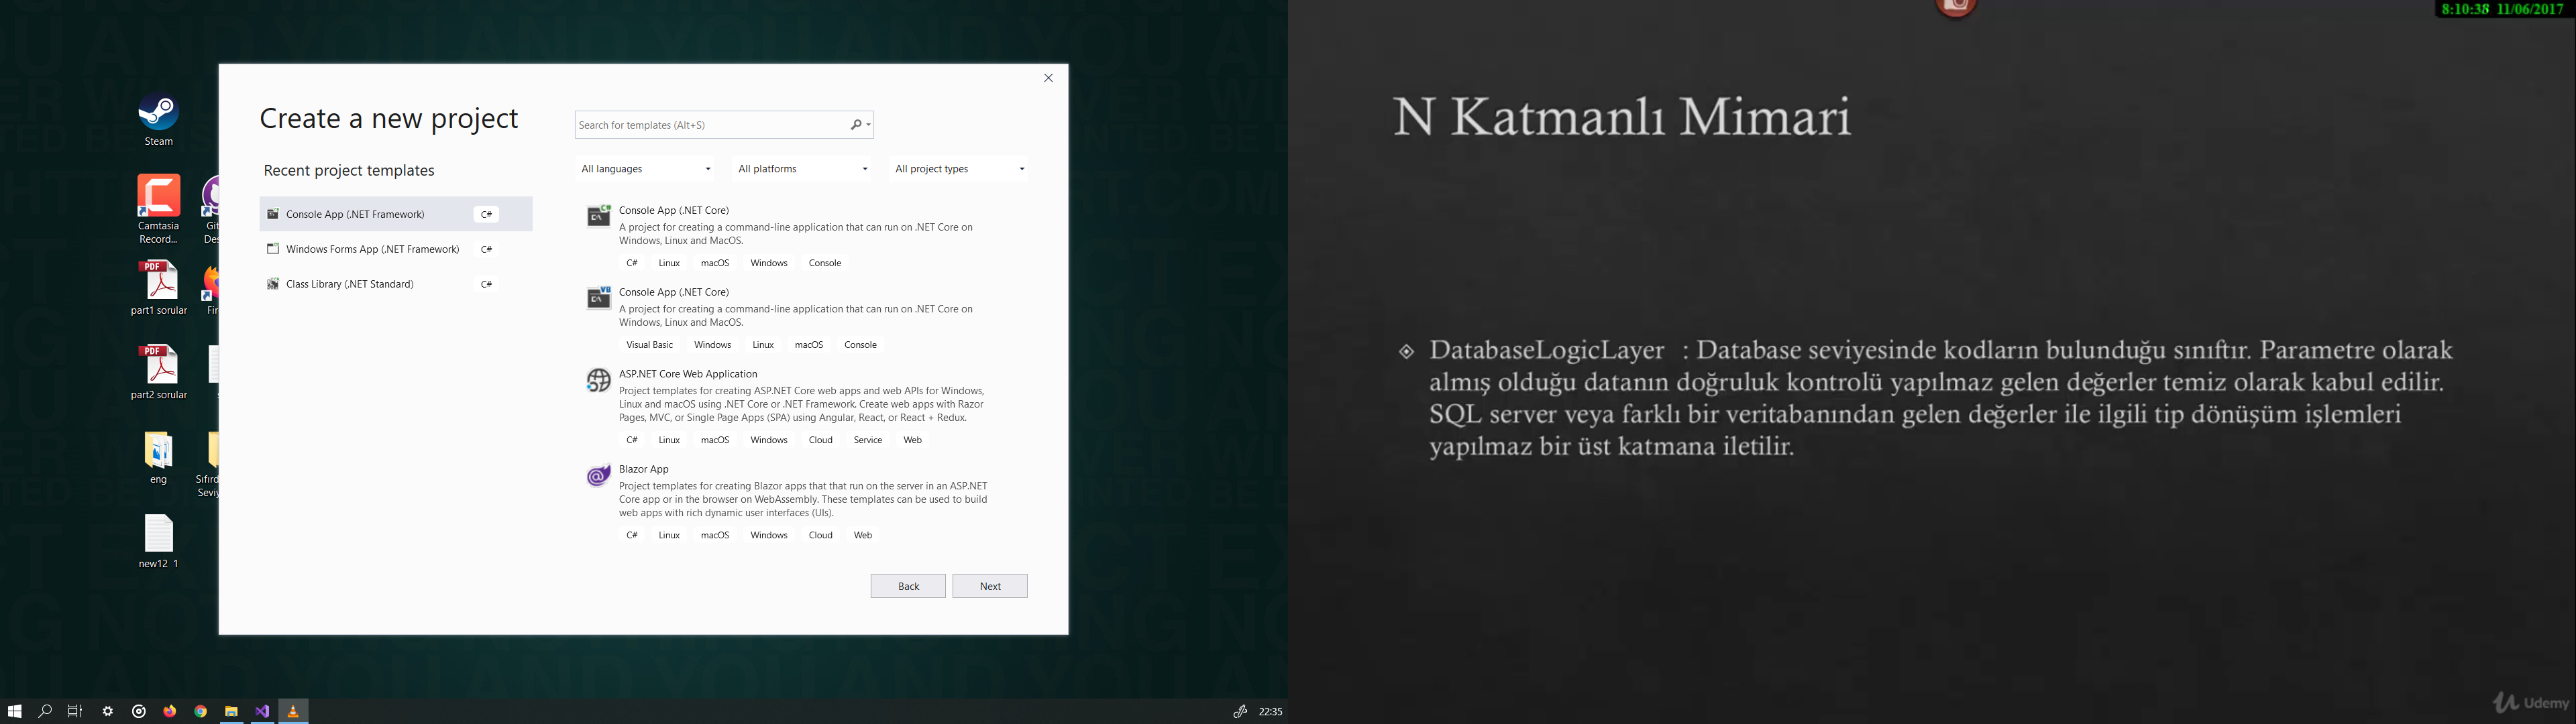 Steam
Camtasia
Record...
part1 sorular
part2 sorular
eng
new12 1
Git
Des
Fir
s
Sıfırd
Seviy
Create a new project
Recent project templates
Console App (.NET Framework) C#
Windows Forms App (.NET Framework) C#
Class Library (.NET Standard) C#
Search for templates (Alt+S)
All languages All platforms All project types
Console App (.NET Core)
A project for creating a command-line application that can run on .NET Core on
Windows, Linux and MacOS.
C# Linux macOS Windows Console
Console App (.NET Core)
A project for creating a command-line application that can run on .NET Core on
Windows, Linux and MacOS.
Visual Basic Windows Linux macOS Console
ASP.NET Core Web Application
Project templates for creating ASP.NET Core web apps and web APIs for Windows,
Linux and macOS using .NET Core or .NET Framework. Create web apps with Razor
Pages, MVC, or Single Page Apps (SPA) using Angular, React, or React + Redux.
C# Linux macOS Windows Cloud Service Web
Blazor App
Project templates for creating Blazor apps that that run on the server in an ASP.NET
Core app or in the browser on WebAssembly. These templates can be used to build
web apps with rich dynamic user interfaces (UIs).
C# Linux macOS Windows Cloud Web
Back Next
22:35
8:10:38 11/06/2017
N Katmanlı Mimari
DatabaseLogicLayer : Database seviyesinde kodların bulunduğu sınıftır. Parametre olarak
almış olduğu datanın doğruluk kontrolü yapılmaz gelen değerler temiz olarak kabul edilir.
SQL server veya farklı bir veritabanından gelen değerler ile ilgili tip dönüşüm işlemleri
yapılmaz bir üst katmana iletilir.
Udemy